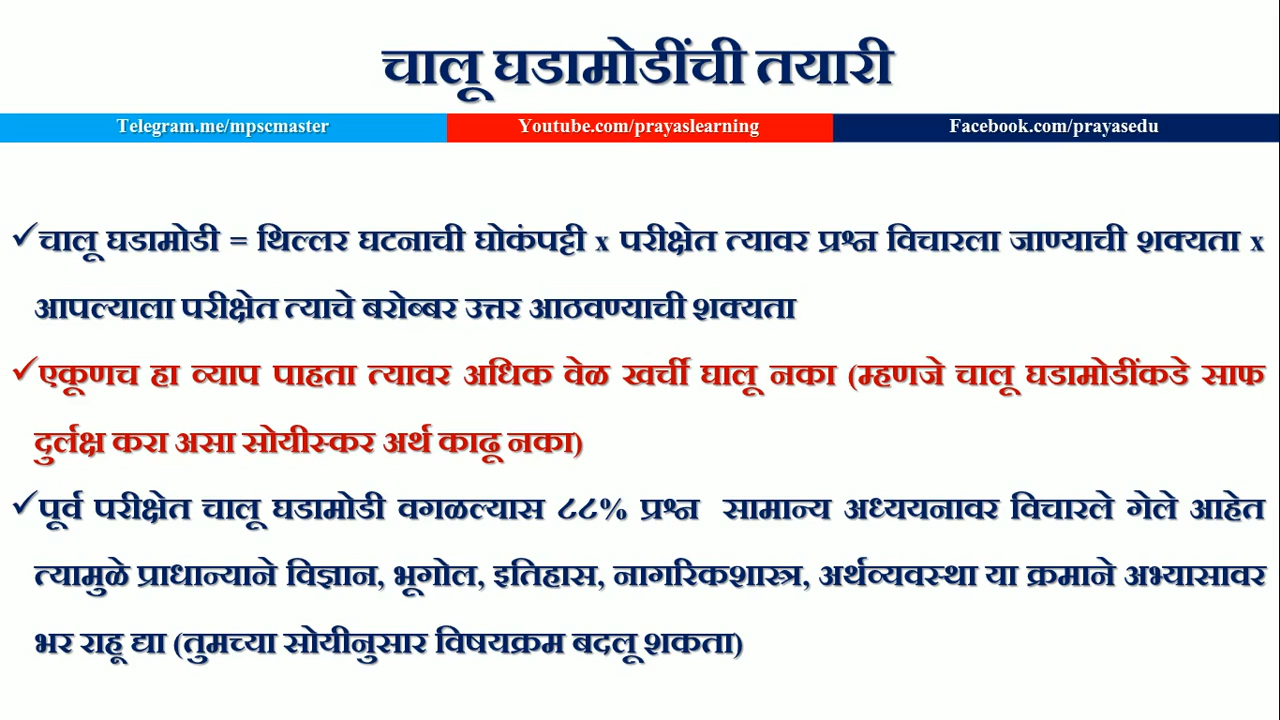 चालू घडामोडींची तयारी
Telegram.me/mpscmaster Youtube.com/prayaslearning Facebook.com/prayasedu
✓चालू घडामोडी = थिल्लर घटनाची घोकंपट्टी x परीक्षेत त्यावर प्रश्न विचारला जाण्याची शक्यता x
आपल्याला परीक्षेत त्याचे बरोब्बर उत्तर आठवण्याची शक्यता
✓एकूणच हा व्याप पाहता त्यावर अधिक वेळ खर्ची घालू नका (म्हणजे चालू घडामोडींकडे साफ
दुर्लक्ष करा असा सोयीस्कर अर्थ काढू नका)
✓पूर्व परीक्षेत चालू घडामोडी वगळल्यास ८८% प्रश्न सामान्य अध्ययनावर विचारले गेले आहेत
त्यामुळे प्राधान्याने विज्ञान, भूगोल, इतिहास, नागरिकशास्त्र, अर्थव्यवस्था या क्रमाने अभ्यासावर
भर राहू द्या (तुमच्या सोयीनुसार विषयक्रम बदलू शकता)